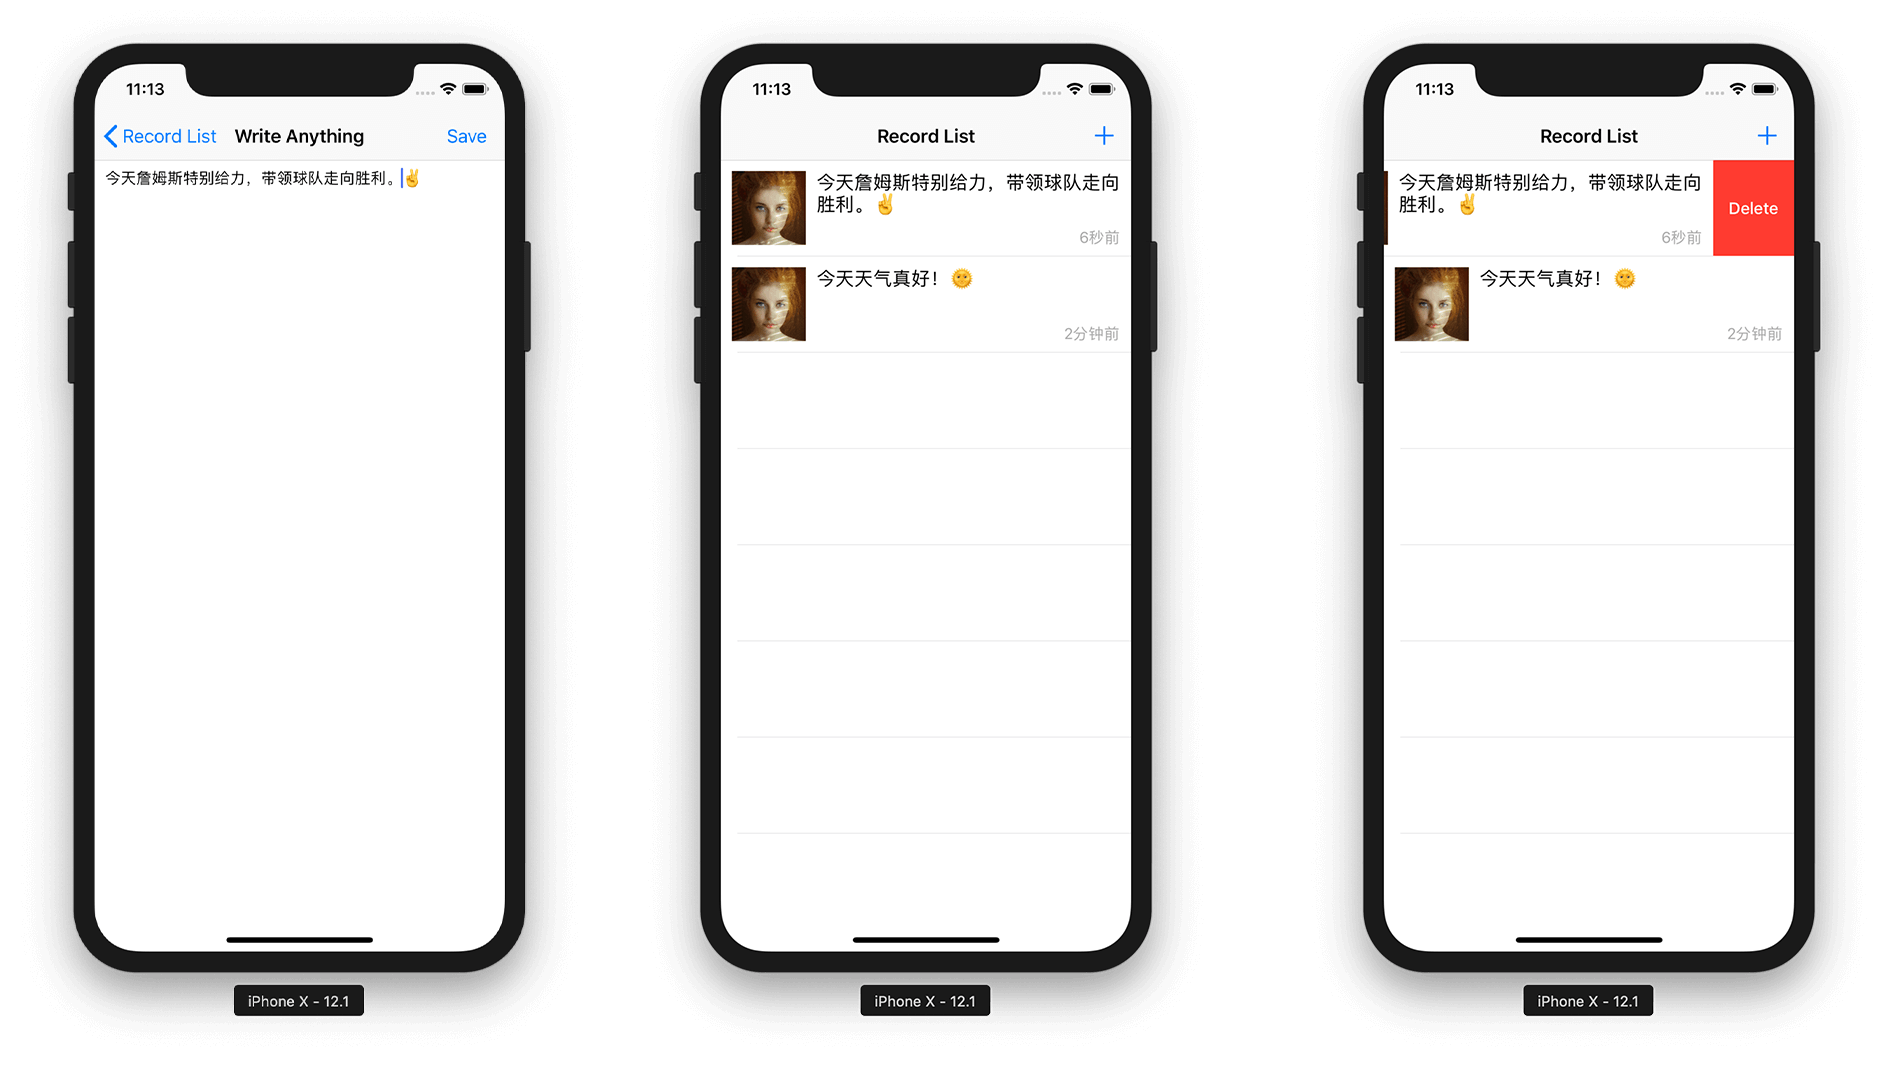 11:13
Record List Write Anything Save
今天詹姆斯特别给力，带领球队走向胜利。✌️
iPhone X - 12.1
11:13
Record List +
今天詹姆斯特别给力，带领球队走向
胜利。✌️
6秒前
今天天气真好！🌞
2分钟前
iPhone X - 12.1
11:13
Record List +
今天詹姆斯特别给力，带领球队走向
胜利。✌️
6秒前
Delete
今天天气真好！🌞
2分钟前
iPhone X - 12.1